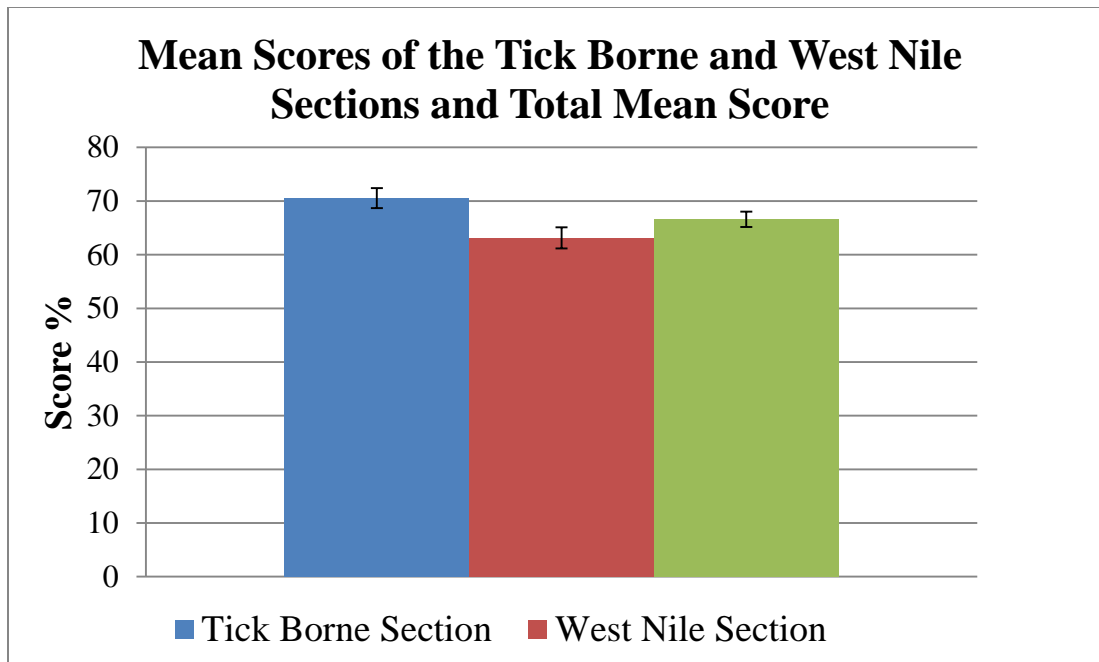 Mean Scores of the Tick Borne and West Nile
Sections and Total Mean Score
80
70
60
50
40
30
20
10
0
Score %
Tick Borne Section
West Nile Section